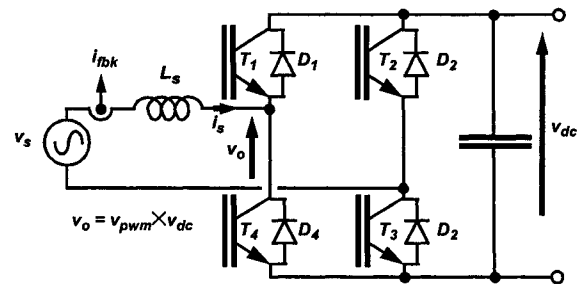 i_fbk
L_s
T_1
D_1
T_2
D_2
v_s
i_s
v_o
v_dc
v_o = v_pwm × v_dc
T_4
D_4
T_3
D_2